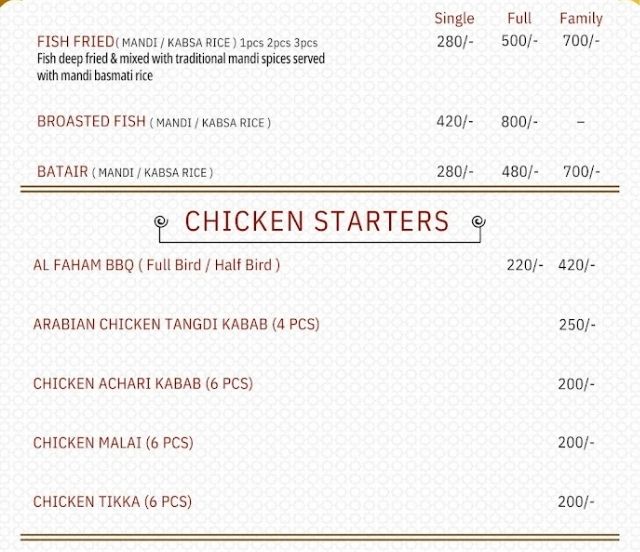 Single Full Family
FISH FRIED( MANDI / KABSA RICE ) 1pcs 2pcs 3pcs 280/- 500/- 700/-
Fish deep fried & mixed with traditional mandi spices served
with mandi basmati rice
BROASTED FISH ( MANDI / KABSA RICE ) 420/- 800/- –
BATAIR ( MANDI / KABSA RICE ) 280/- 480/- 700/-
CHICKEN STARTERS
AL FAHAM BBQ ( Full Bird / Half Bird ) 220/- 420/-
ARABIAN CHICKEN TANGDI KABAB (4 PCS) 250/-
CHICKEN ACHARI KABAB (6 PCS) 200/-
CHICKEN MALAI (6 PCS) 200/-
CHICKEN TIKKA (6 PCS) 200/-